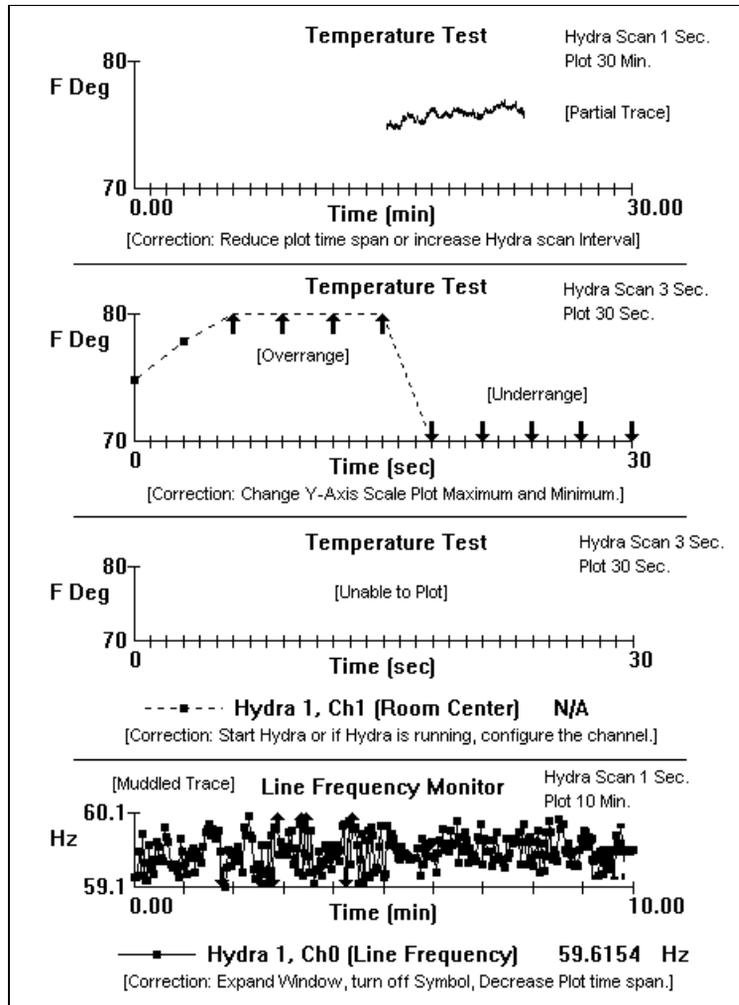 Temperature Test
Hydra Scan 1 Sec.
Plot 30 Min.
80
F Deg
[Partial Trace]
70
0.00
30.00
Time (min)
[Correction: Reduce plot time span or increase Hydra scan Interval]
Temperature Test
Hydra Scan 3 Sec.
Plot 30 Sec.
80
F Deg
[Overrange]
[Underrange]
70
0
30
Time (sec)
[Correction: Change Y-Axis Scale Plot Maximum and Minimum.]
Temperature Test
Hydra Scan 3 Sec.
Plot 30 Sec.
80
F Deg
[Unable to Plot]
70
0
30
Time (sec)
Hydra 1, Ch1 (Room Center) N/A
[Correction: Start Hydra or if Hydra is running, configure the channel.]
[Muddled Trace]
Line Frequency Monitor
Hydra Scan 1 Sec.
Plot 10 Min.
60.1
Hz
59.1
0.00
10.00
Time (min)
Hydra 1, Ch0 (Line Frequency) 59.6154 Hz
[Correction: Expand Window, turn off Symbol, Decrease Plot time span.]